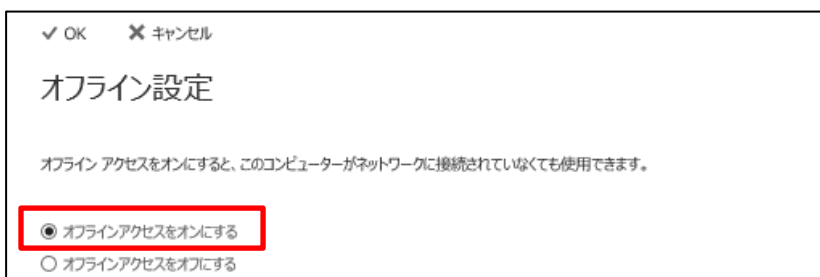 ✓ OK ✕ キャンセル
オフライン設定
オフライン アクセスをオンにすると、このコンピューターがネットワークに接続されていなくても使用できます。
オフラインアクセスをオンにする
オフラインアクセスをオフにする